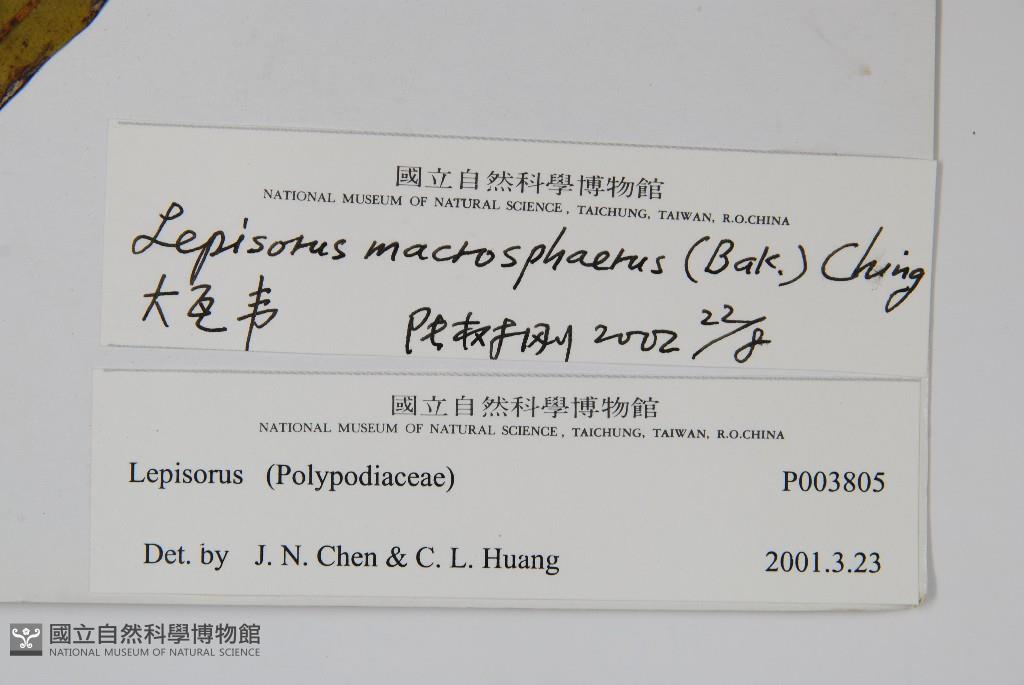 國立自然科學博物館
NATIONAL MUSEUM OF NATURAL SCIENCE, TAICHUNG, TAIWAN, R.O.CHINA
Lepisorus macrosphaerus (Bak.) Ching
大瓦韦
陆树刚 2002 22/8
國立自然科學博物館
NATIONAL MUSEUM OF NATURAL SCIENCE, TAICHUNG, TAIWAN, R.O.CHINA
Lepisorus (Polypodiaceae) P003805
Det. by J. N. Chen & C. L. Huang 2001.3.23
國立自然科學博物館
NATIONAL MUSEUM OF NATURAL SCIENCE